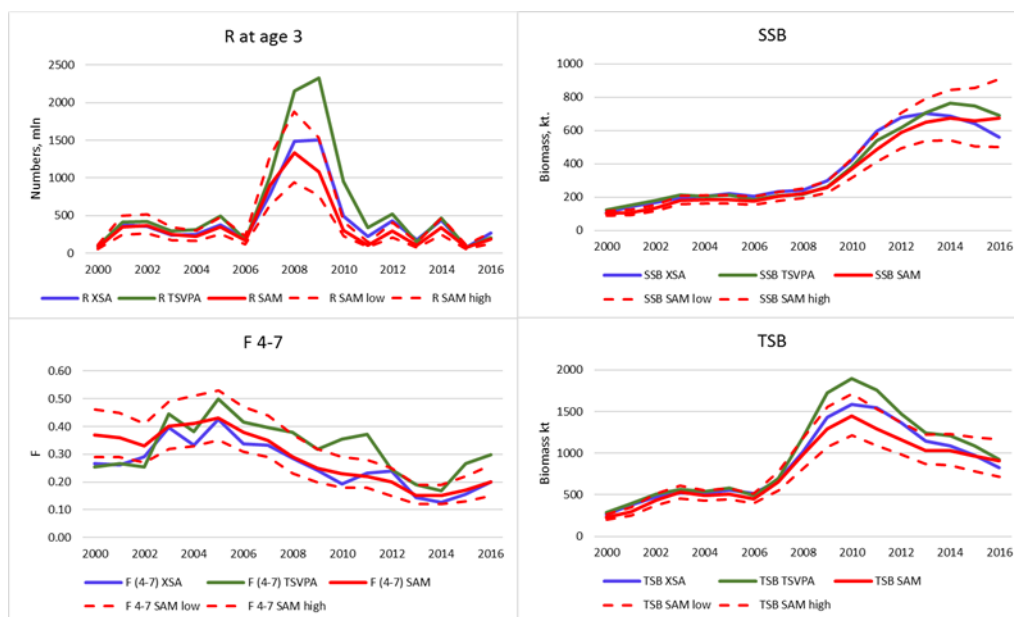 R at age 3
Numbers, mln
2500
2000
1500
1000
500
0
2000 2002 2004 2006 2008 2010 2012 2014 2016
R XSA R TSVPA R SAM R SAM low R SAM high
SSB
Biomass, kt.
1000
800
600
400
200
0
2000 2002 2004 2006 2008 2010 2012 2014 2016
SSB XSA SSB TSVPA SSB SAM
SSB SAM low SSB SAM high
F 4-7
F
0.60
0.50
0.40
0.30
0.20
0.10
0.00
2000 2002 2004 2006 2008 2010 2012 2014 2016
F (4-7) XSA F (4-7) TSVPA F (4-7) SAM
F 4-7 SAM low F 4-7 SAM high
TSB
Biomass kt
2000
1500
1000
500
0
2000 2002 2004 2006 2008 2010 2012 2014 2016
TSB XSA TSB TSVPA TSB SAM
TSB SAM low TSB SAM high